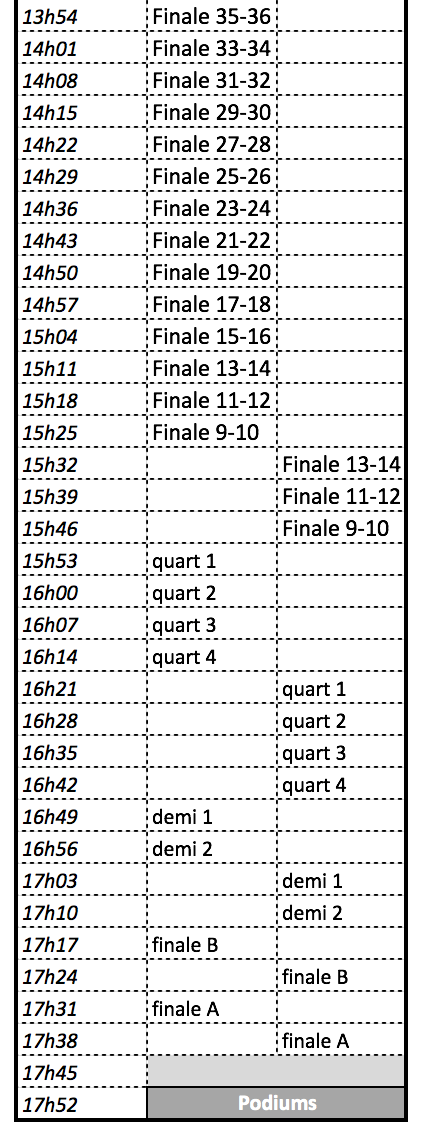 13h54 Finale 35-36
14h01 Finale 33-34
14h08 Finale 31-32
14h15 Finale 29-30
14h22 Finale 27-28
14h29 Finale 25-26
14h36 Finale 23-24
14h43 Finale 21-22
14h50 Finale 19-20
14h57 Finale 17-18
15h04 Finale 15-16
15h11 Finale 13-14
15h18 Finale 11-12
15h25 Finale 9-10
15h32 Finale 13-14
15h39 Finale 11-12
15h46 Finale 9-10
15h53 quart 1
16h00 quart 2
16h07 quart 3
16h14 quart 4
16h21 quart 1
16h28 quart 2
16h35 quart 3
16h42 quart 4
16h49 demi 1
16h56 demi 2
17h03 demi 1
17h10 demi 2
17h17 finale B
17h24 finale B
17h31 finale A
17h38 finale A
17h45
17h52 Podiums